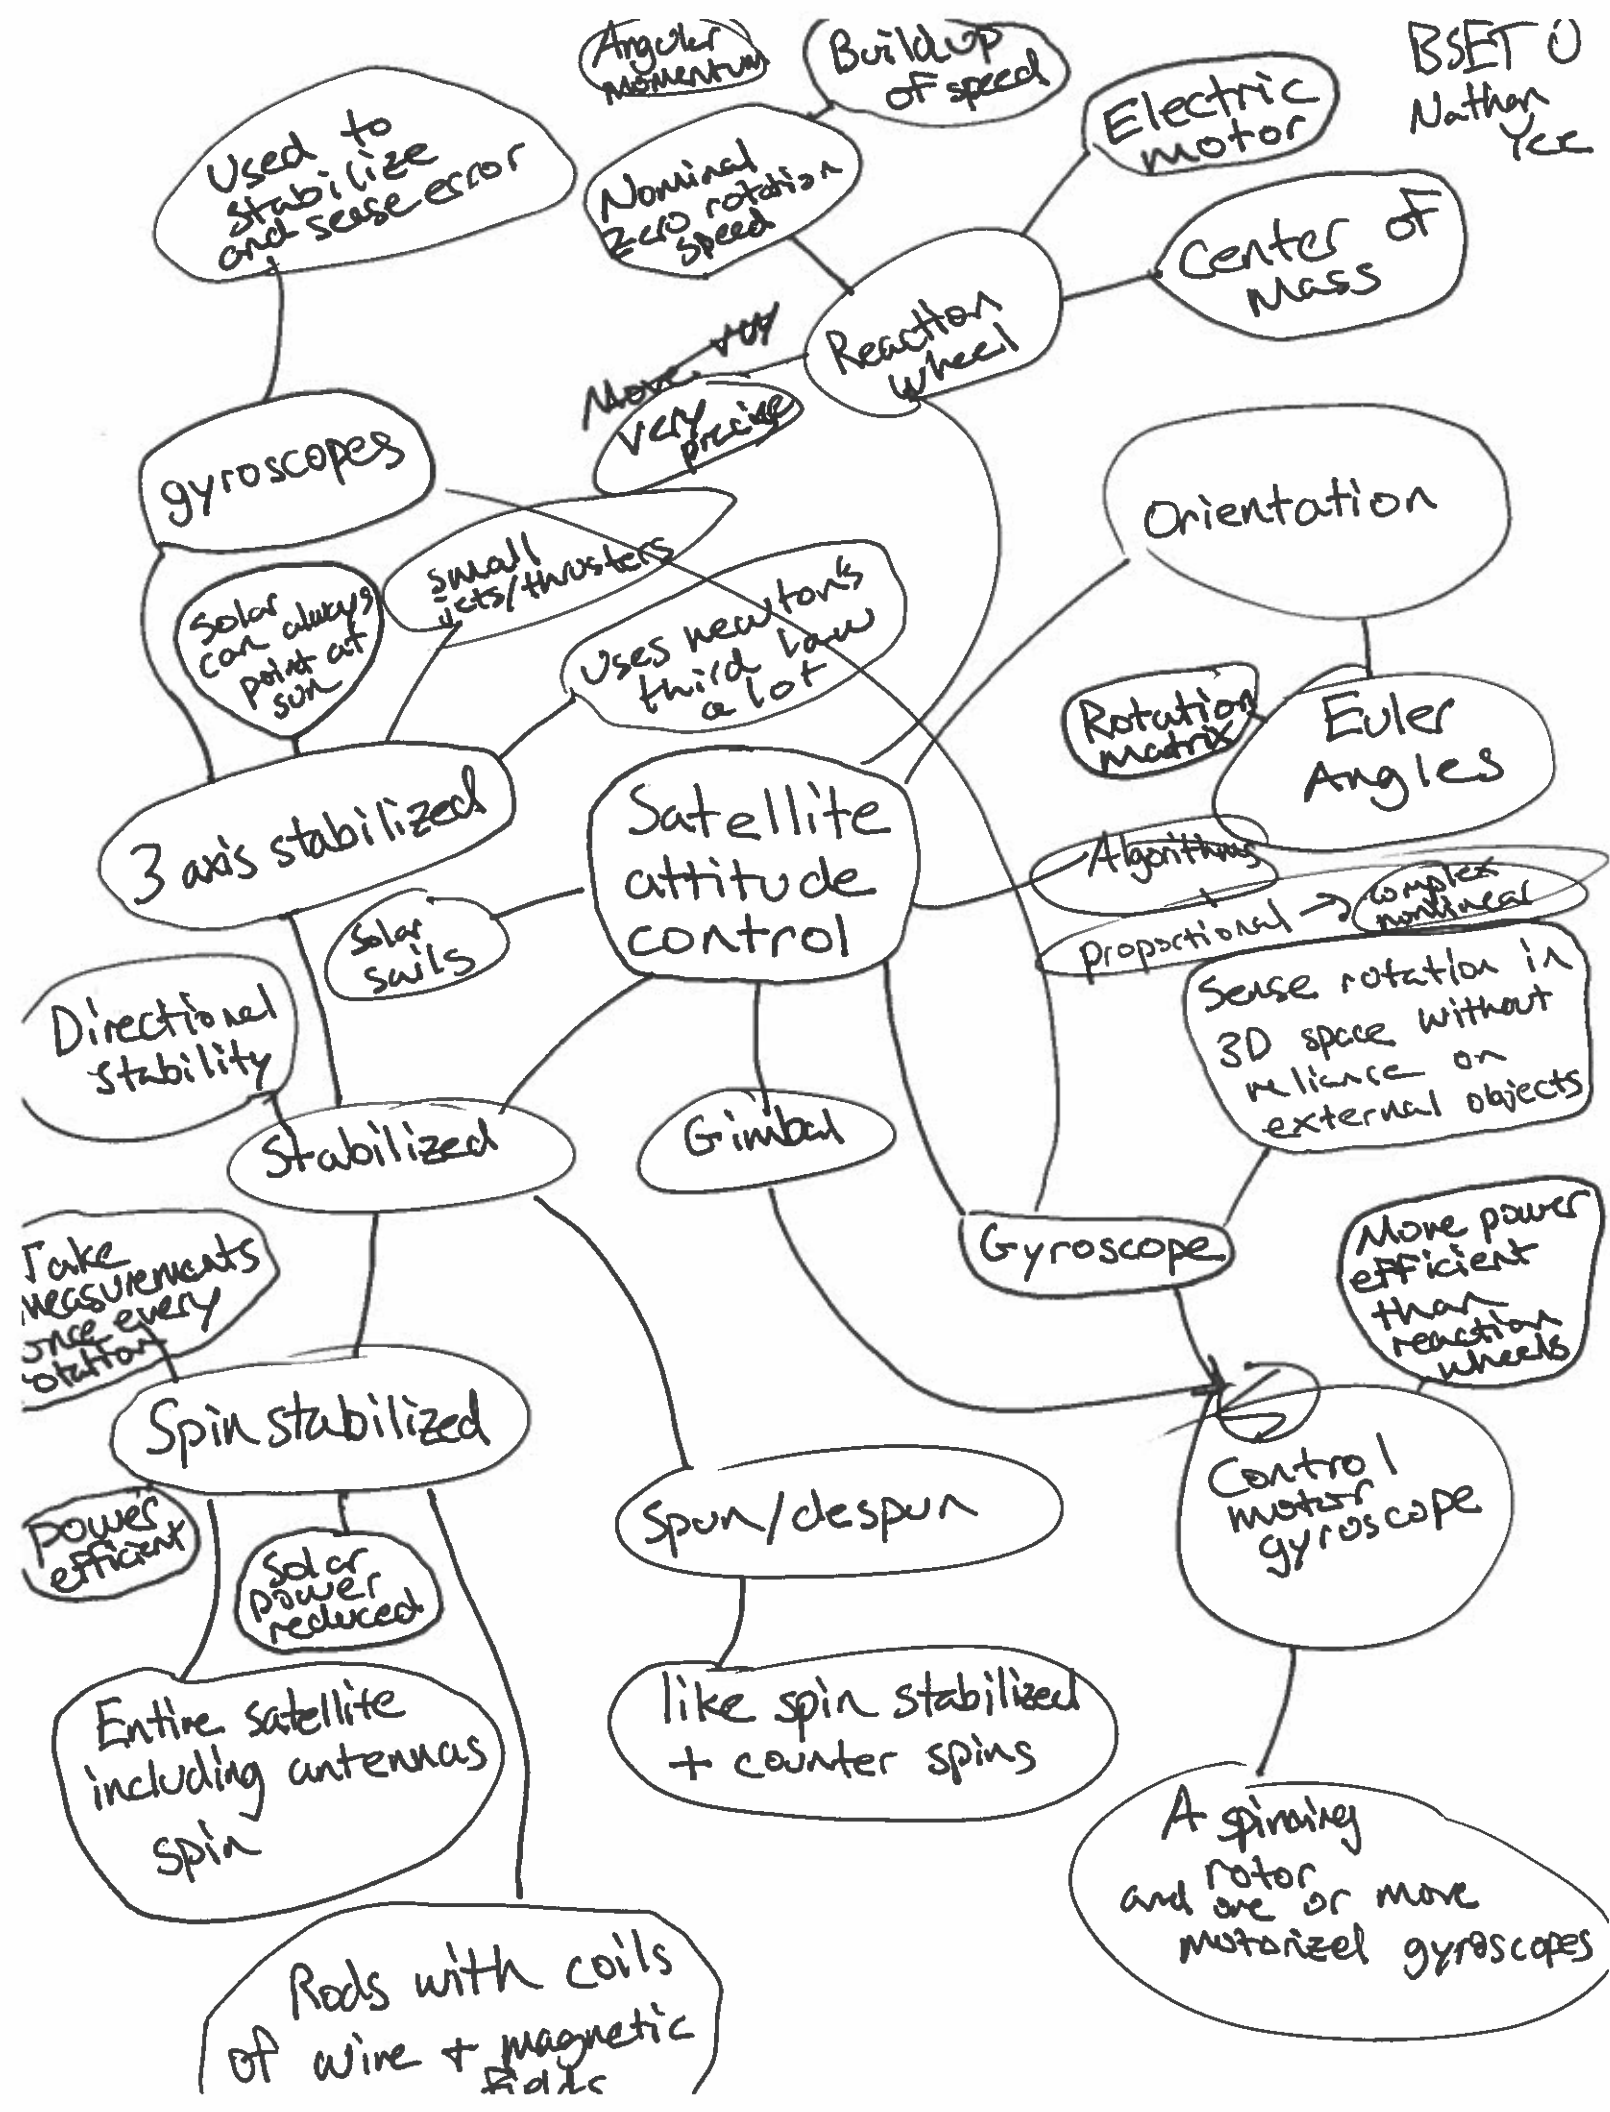 BSET U
Nathan
Yee
Angular
momentum
Build up
of speed
Electric
motor
Used to
stabilize
and sense error
Nominal
zero rotation
speed
Center of
Mass
Reaction
wheel
Move
very
precise
gyroscopes
Orientation
small
jets/thrusters
solar
can always
point at
sun
Uses newton's
third law
a lot
Rotation
matrix
Euler
Angles
3 axis stabilized
Satellite
attitude
control
Algorithms
proportional →
complex
nonlinear
Solar
sails
Sense rotation in
3D space without
reliance on
external objects
Directional
stability
Stabilized
Gimbal
Gyroscope
More power
efficient
than
reaction
wheels
Take
measurements
once every
otation
Spin stabilized
Control
motor
gyroscope
Spun/despun
power
efficient
Solar
power
reduced
Entire satellite
including antennas
spin
like spin stabilized
+ counter spins
A spinning
rotor
and one or more
motorized gyroscopes
Rods with coils
of wire + magnetic
fields